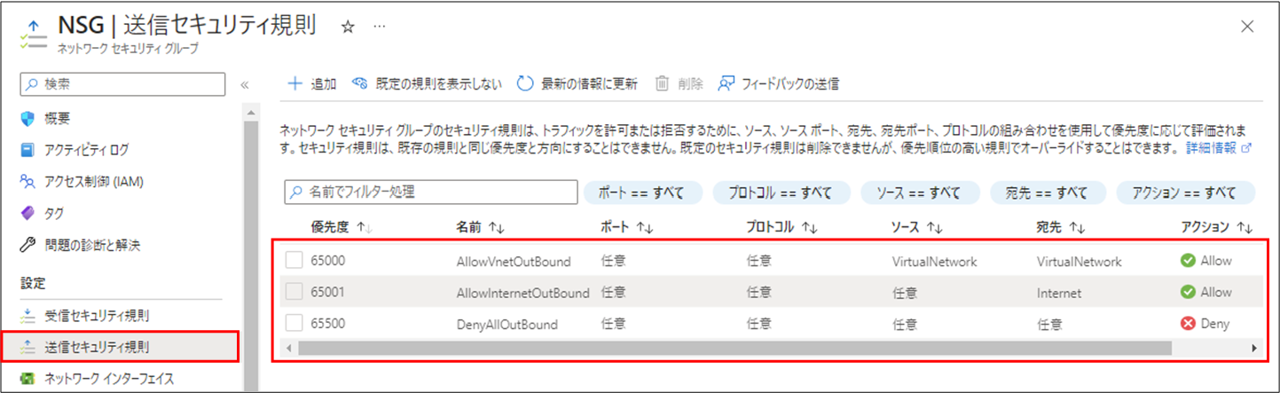 NSG | 送信セキュリティ規則 ☆ …
ネットワーク セキュリティ グループ
検索
概要
アクティビティ ログ
アクセス制御 (IAM)
タグ
問題の診断と解決
設定
受信セキュリティ規則
送信セキュリティ規則
ネットワーク インターフェイス
追加 既定の規則を表示しない 最新の情報に更新 削除 フィードバックの送信
ネットワーク セキュリティ グループのセキュリティ規則は、トラフィックを許可または拒否するために、ソース、ソース ポート、宛先、宛先ポート、プロトコルの組み合わせを使用して優先度に応じて評価されま
す。セキュリティ規則は、既存の規則と同じ優先度と方向にすることはできません。既定のセキュリティ規則は削除できませんが、優先順位の高い規則でオーバーライドすることはできます。 詳細情報
名前でフィルター処理 ポート == すべて プロトコル == すべて ソース == すべて 宛先 == すべて アクション == すべて
優先度 ↑↓ 名前 ↑↓ ポート ↑↓ プロトコル ↑↓ ソース ↑↓ 宛先 ↑↓ アクション ↑↓
65000 AllowVnetOutBound 任意 任意 VirtualNetwork VirtualNetwork Allow
65001 AllowInternetOutBound 任意 任意 任意 Internet Allow
65500 DenyAllOutBound 任意 任意 任意 任意 Deny